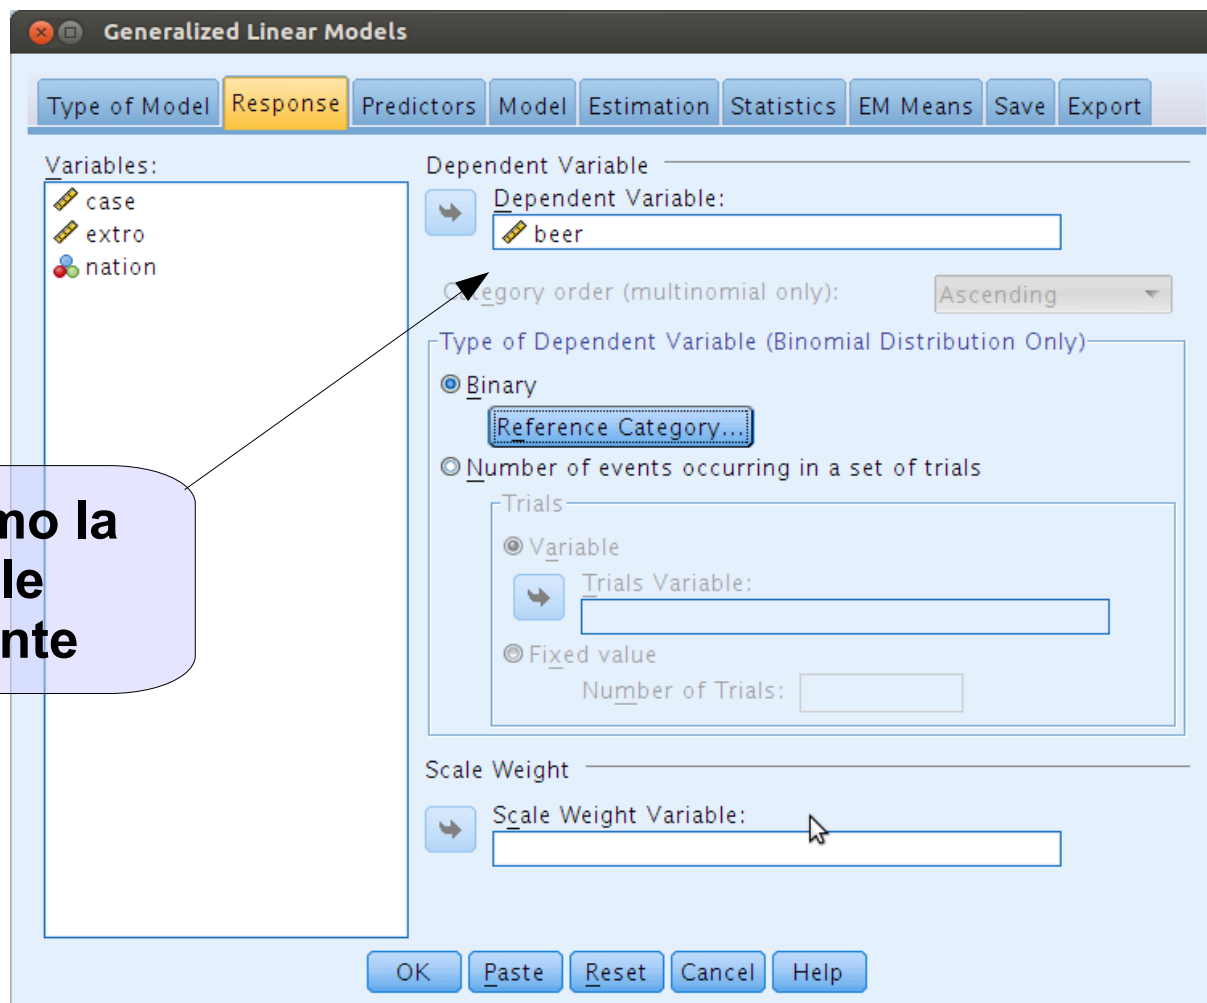 Generalized Linear Models
Type of Model Response Predictors Model Estimation Statistics EM Means Save Export
Variables:
case
extro
nation
Dependent Variable
Dependent Variable:
beer
Category order (multinomial only): Ascending
Type of Dependent Variable (Binomial Distribution Only)
Binary
Reference Category...
Number of events occurring in a set of trials
Trials
Variable
Trials Variable:
Fixed value
Number of Trials:
Scale Weight
Scale Weight Variable:
mo la
le
nte
OK Paste Reset Cancel Help